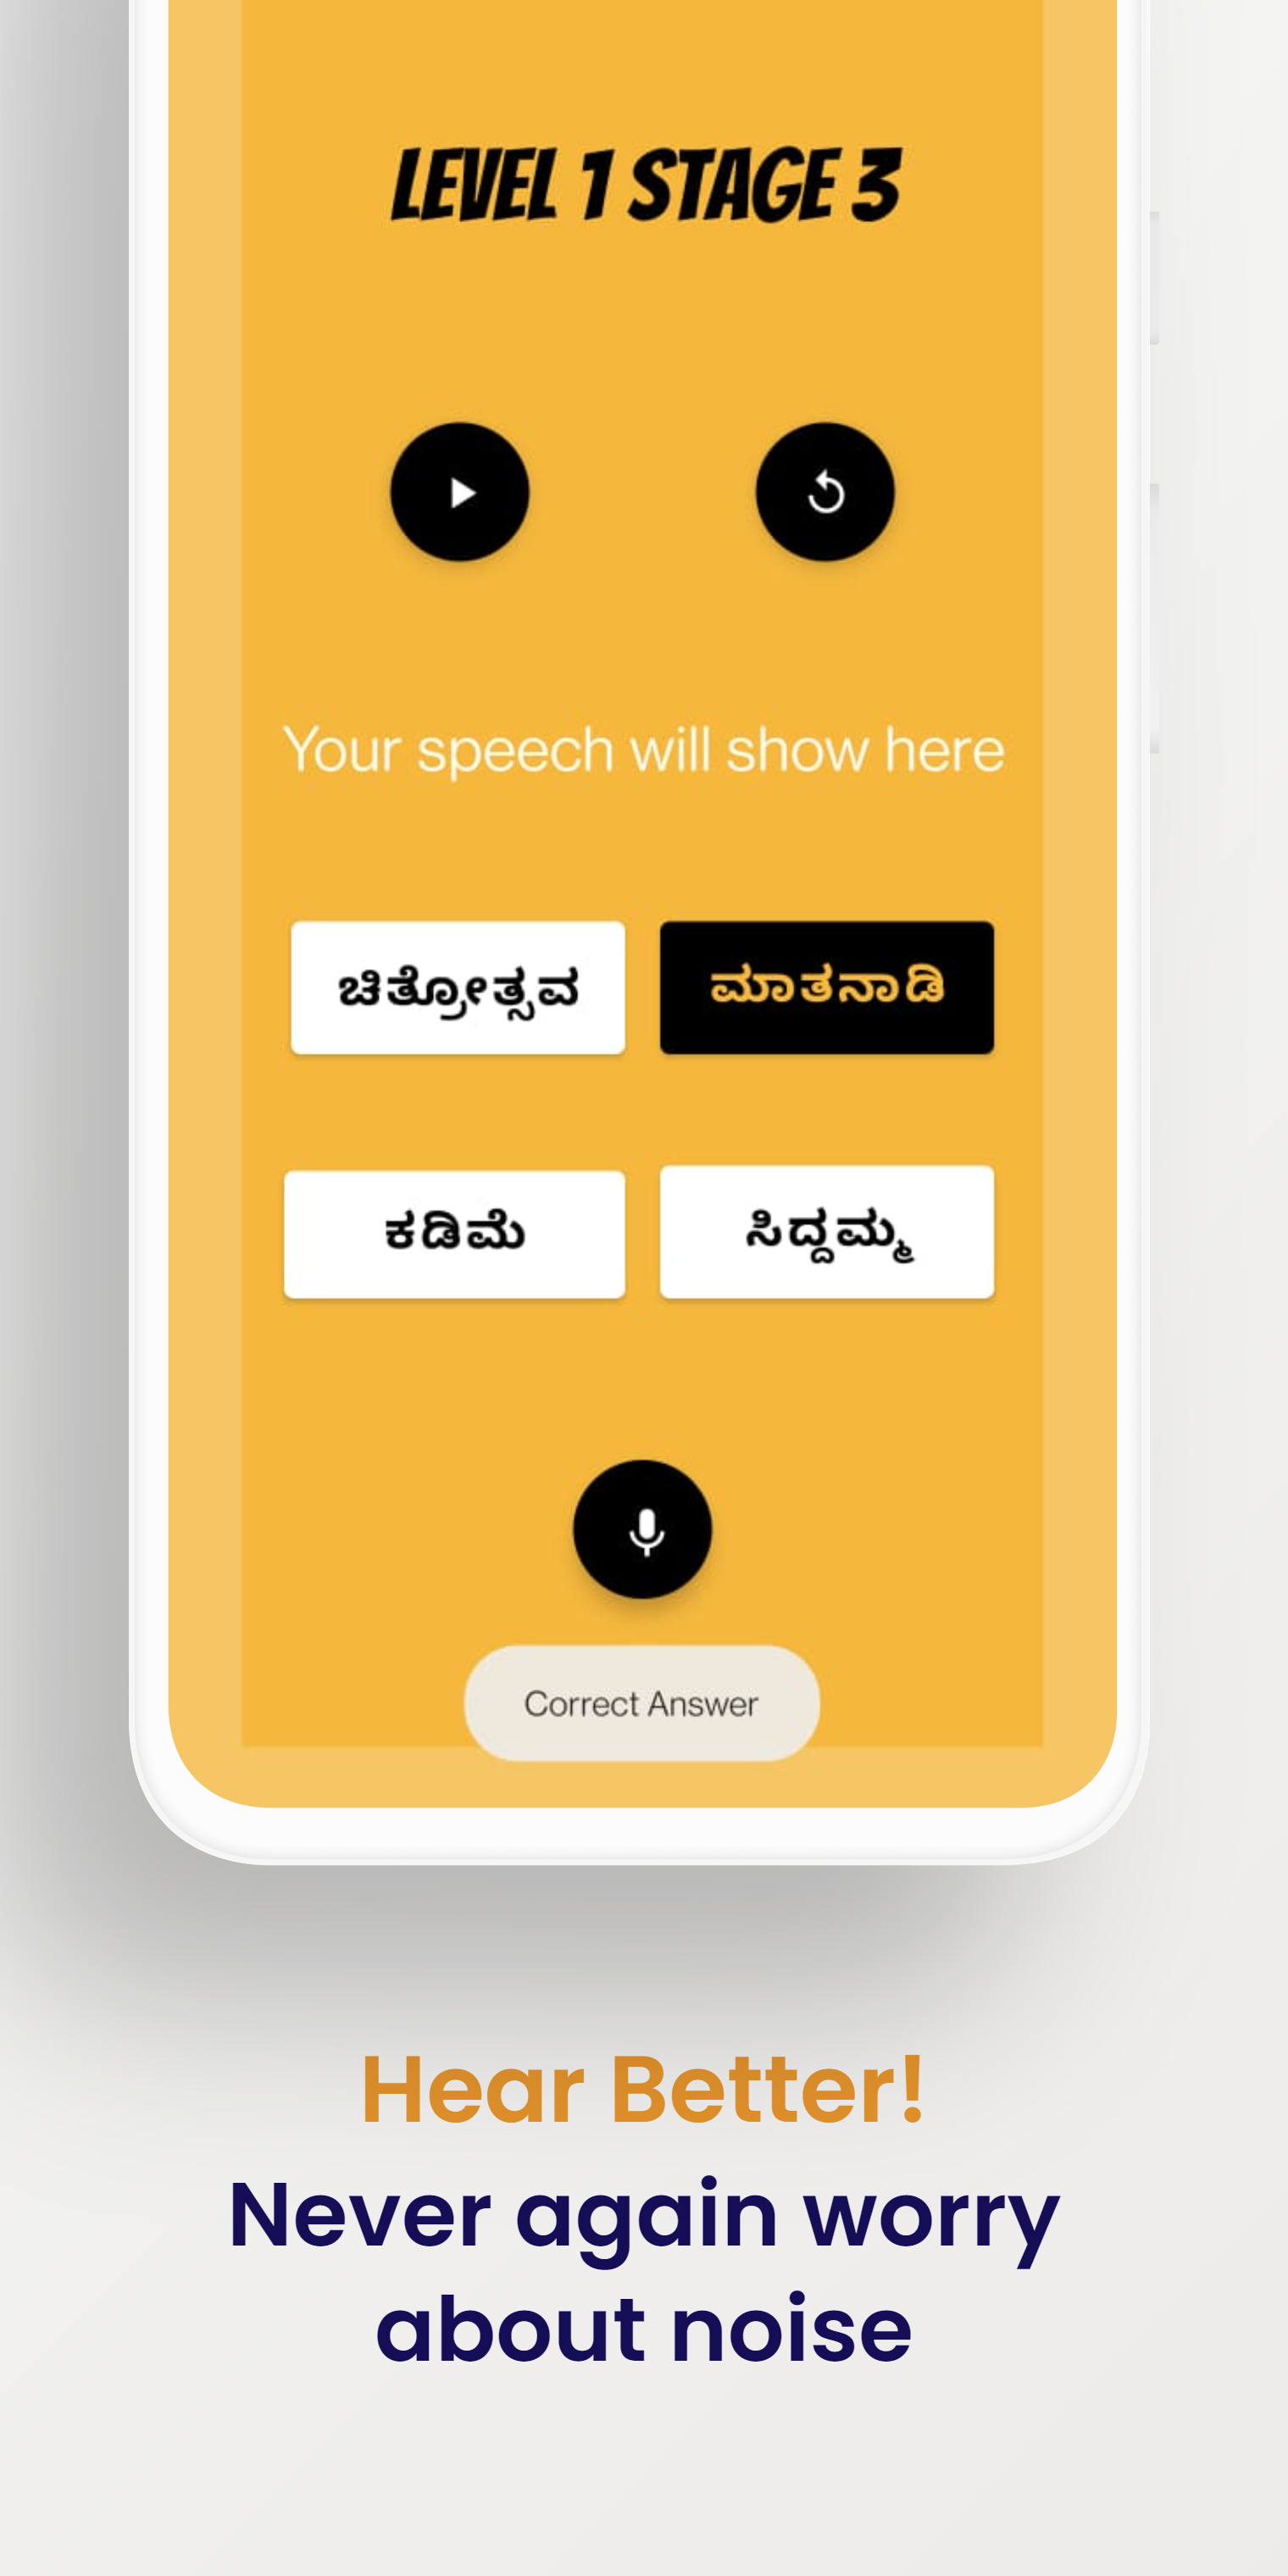 LEVEL 1 STAGE 3
Your speech will show here
ಚಿತ್ರೋತ್ಸವ
ಮಾತನಾಡಿ
ಕಡಿಮೆ
ಸಿದ್ದಮ್ಮ
Correct Answer
Hear Better!
Never again worry
about noise